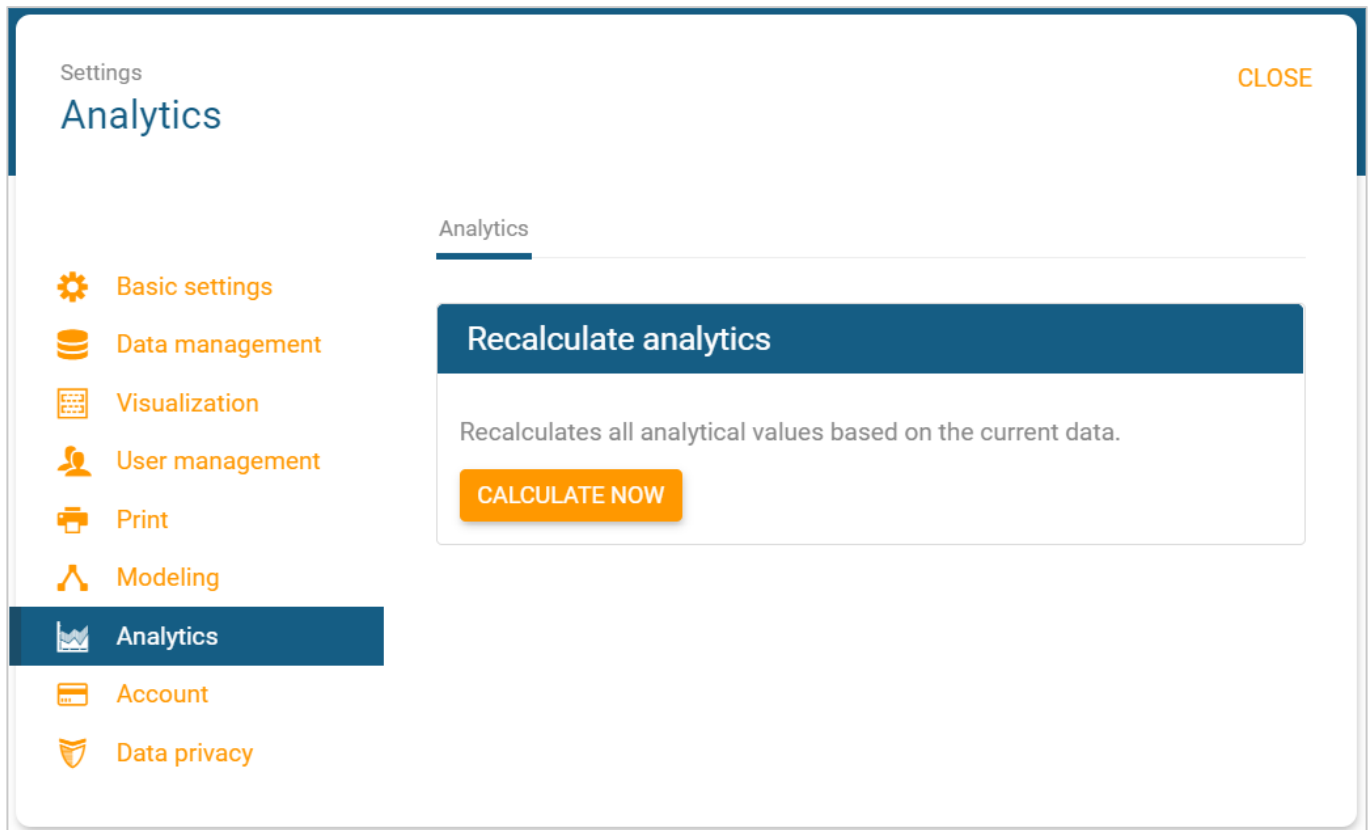 Settings
CLOSE
Analytics
Analytics
Basic settings
Data management
Visualization
User management
Print
Modeling
Analytics
Account
Data privacy
Recalculate analytics
Recalculates all analytical values based on the current data.
CALCULATE NOW